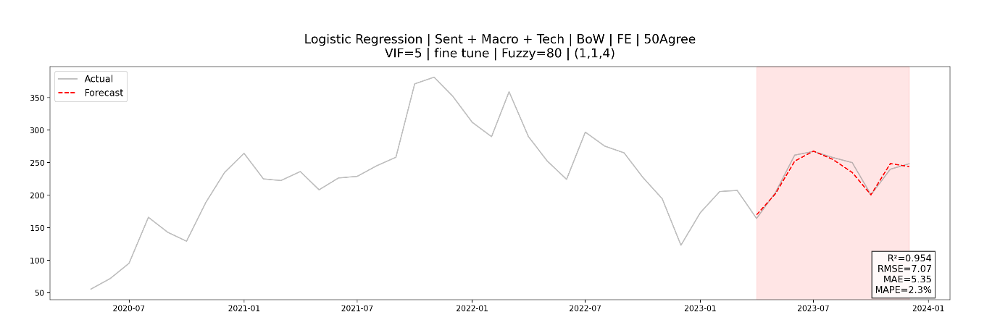 Logistic Regression | Sent + Macro + Tech | BoW | FE | 50Agree
VIF=5 | fine tune | Fuzzy=80 | (1,1,4)
Actual
Forecast
350
300
250
200
150
100
50
R²=0.954
RMSE=7.07
MAE=5.35
MAPE=2.3%
2020-07
2021-01
2021-07
2022-01
2022-07
2023-01
2023-07
2024-01